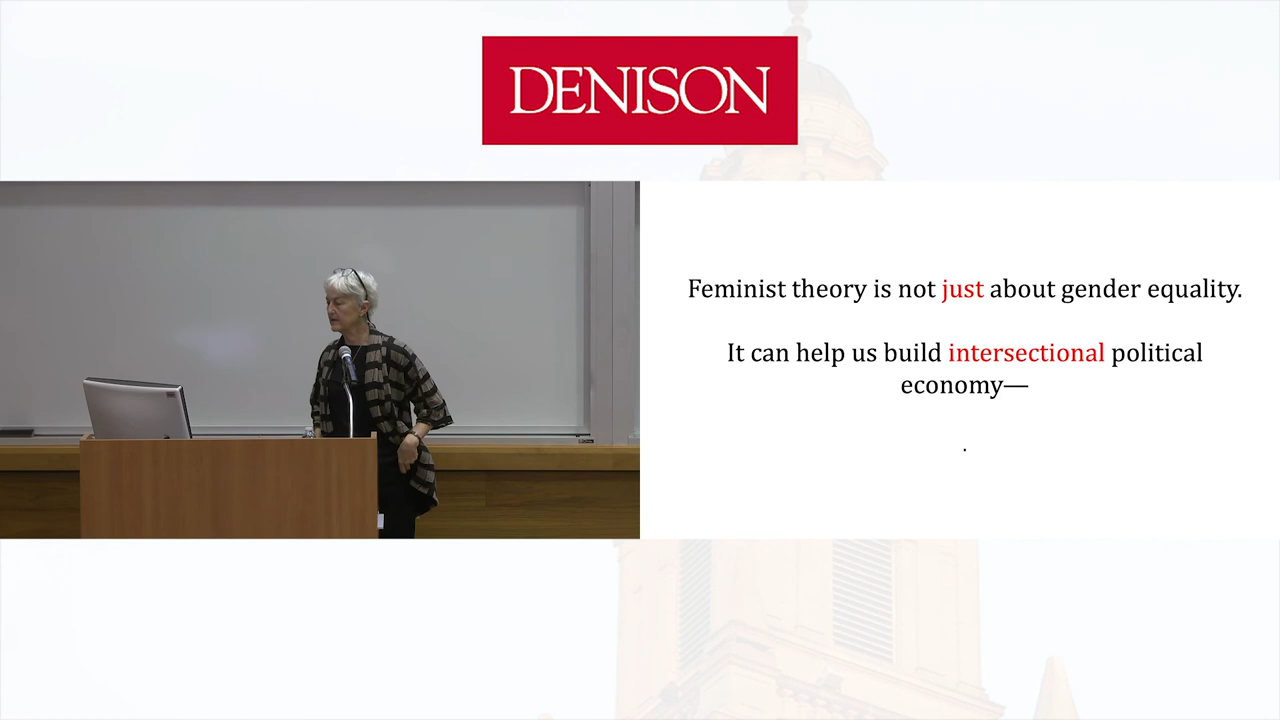 DENISON
Feminist theory is not just about gender equality.
It can help us build intersectional political
economy—
.